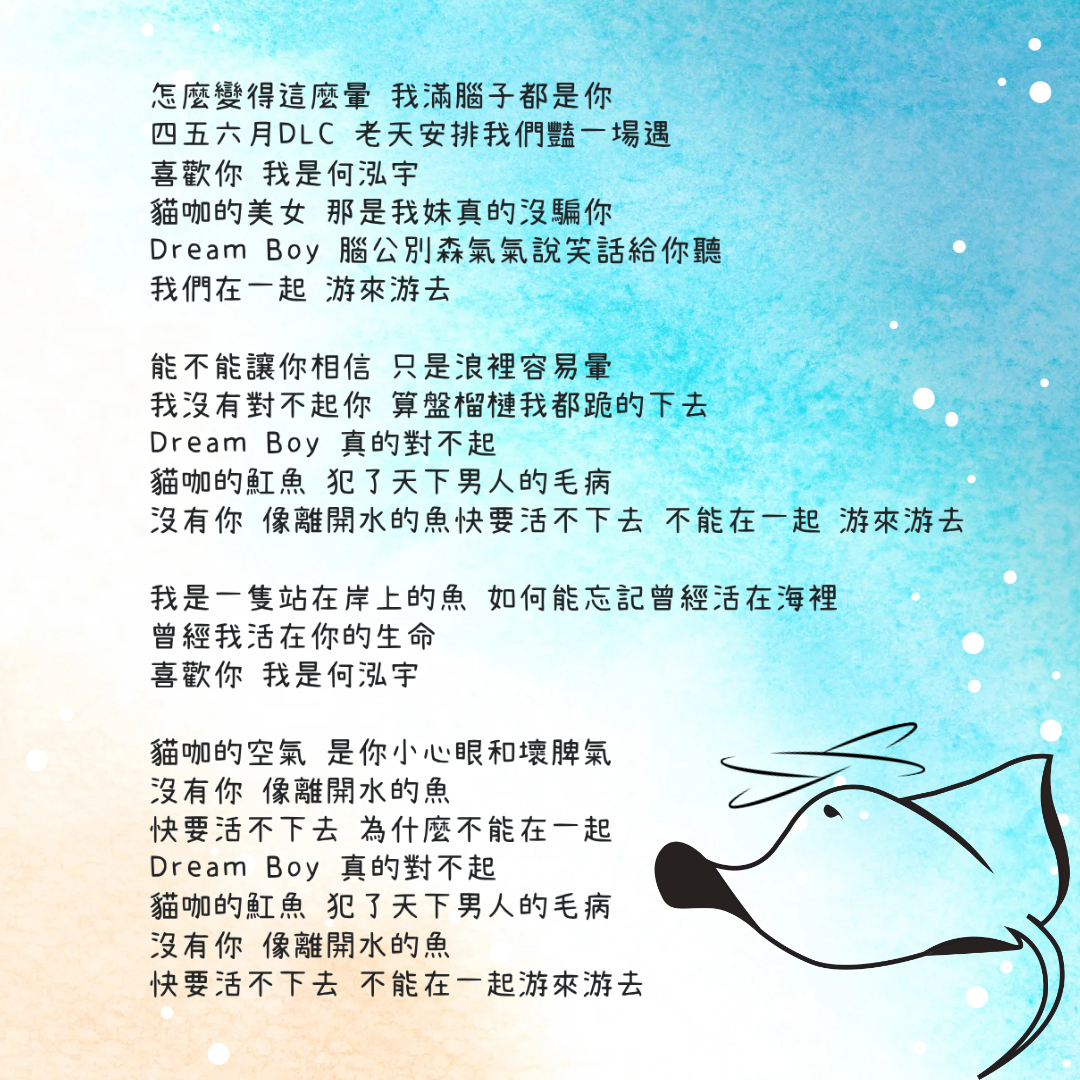 怎麼變得這麼暈 我滿腦子都是你
四五六月DLC 老天安排我們豔一場遇
喜歡你 我是何泓宇
貓咖的美女 那是我妹真的沒騙你
Dream Boy 腦公別森氣氣說笑話給你聽
我們在一起 游來游去
能不能讓你相信 只是浪裡容易暈
我沒有對不起你 算盤榴槤我都跪的下去
Dream Boy 真的對不起
貓咖的魟魚 犯了天下男人的毛病
沒有你 像離開水的魚快要活不下去 不能在一起 游來游去
我是一隻站在岸上的魚 如何能忘記曾經活在海裡
曾經我活在你的生命
喜歡你 我是何泓宇
貓咖的空氣 是你小心眼和壞脾氣
沒有你 像離開水的魚
快要活不下去 為什麼不能在一起
Dream Boy 真的對不起
貓咖的魟魚 犯了天下男人的毛病
沒有你 像離開水的魚
快要活不下去 不能在一起游來游去